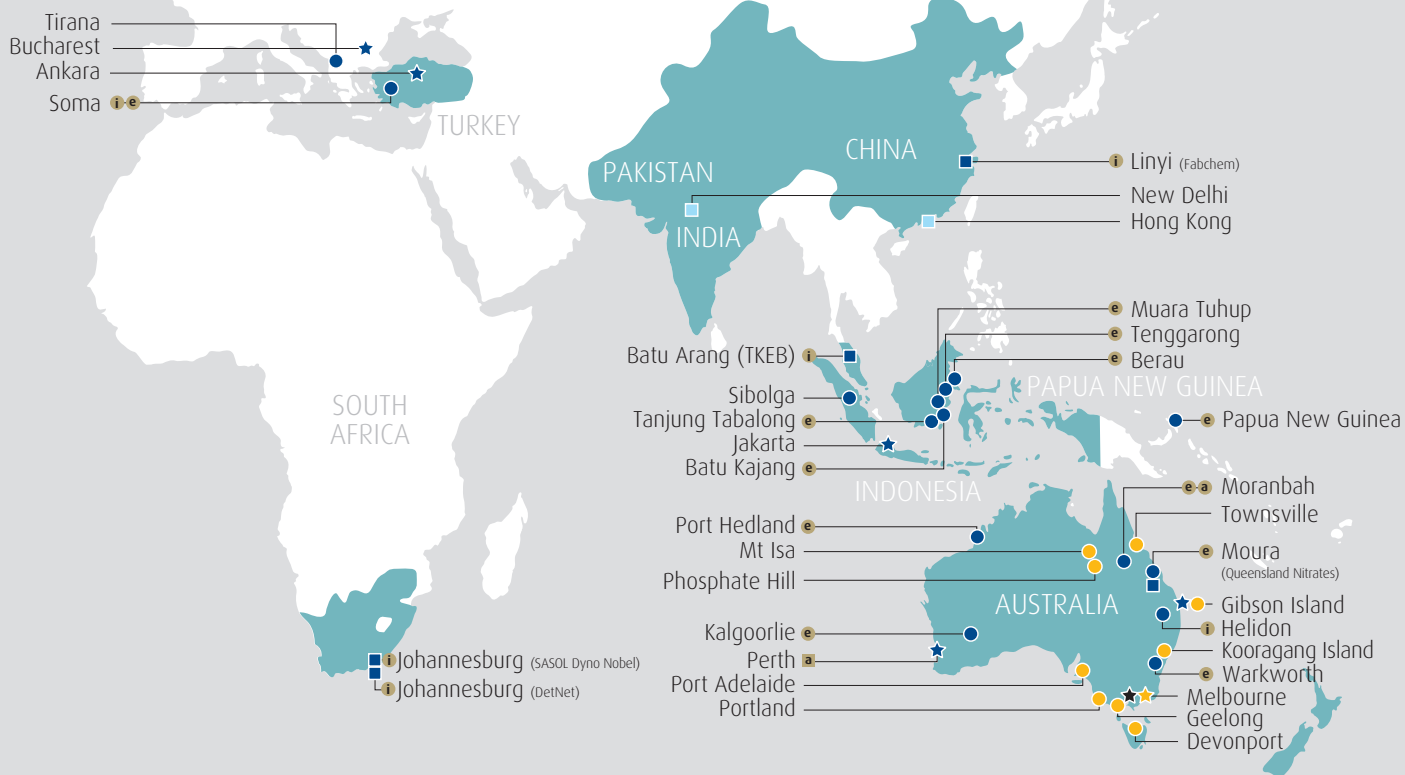 Tirana
Bucharest
Ankara
Soma i e
TURKEY
PAKISTAN
CHINA
INDIA
i Linyi (Fabchem)
New Delhi
Hong Kong
e Muara Tuhup
e Tenggarong
e Berau
Batu Arang (TKEB) i
Sibolga
Tanjung Tabalong e
Jakarta
Batu Kajang e
PAPUA NEW GUINEA
e Papua New Guinea
INDONESIA
SOUTH
AFRICA
i Johannesburg (SASOL Dyno Nobel)
i Johannesburg (DetNet)
Port Hedland e
Mt Isa
Phosphate Hill
Kalgoorlie e
Perth a
Port Adelaide
Portland
AUSTRALIA
e a Moranbah
Townsville
e Moura
(Queensland Nitrates)
Gibson Island
i Helidon
Kooragang Island
e Warkworth
Melbourne
Geelong
Devonport